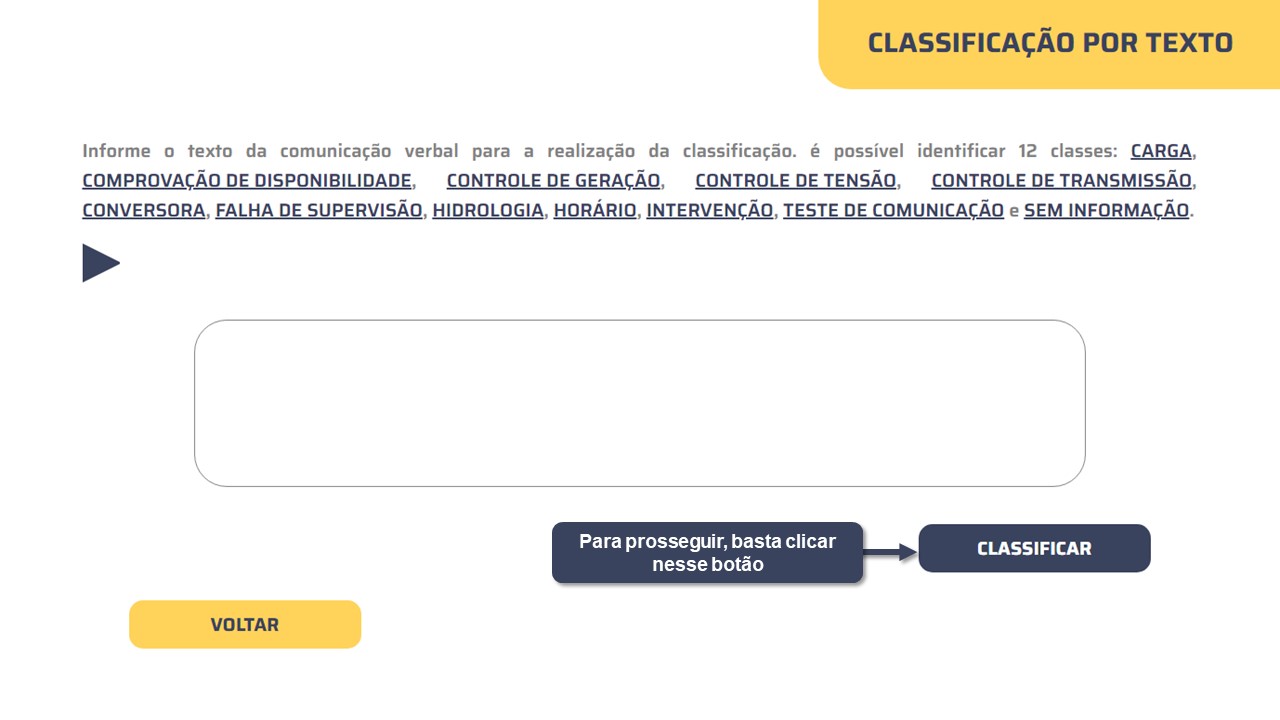 CLASSIFICAÇÃO POR TEXTO
Informe o texto da comunicação verbal para a realização da classificação. é possível identificar 12 classes: CARGA,
COMPROVAÇÃO DE DISPONIBILIDADE, CONTROLE DE GERAÇÃO, CONTROLE DE TENSÃO, CONTROLE DE TRANSMISSÃO,
CONVERSORA, FALHA DE SUPERVISÃO, HIDROLOGIA, HORÁRIO, INTERVENÇÃO, TESTE DE COMUNICAÇÃO e SEM INFORMAÇÃO.
Para prosseguir, basta clicar
nesse botão
CLASSIFICAR
VOLTAR